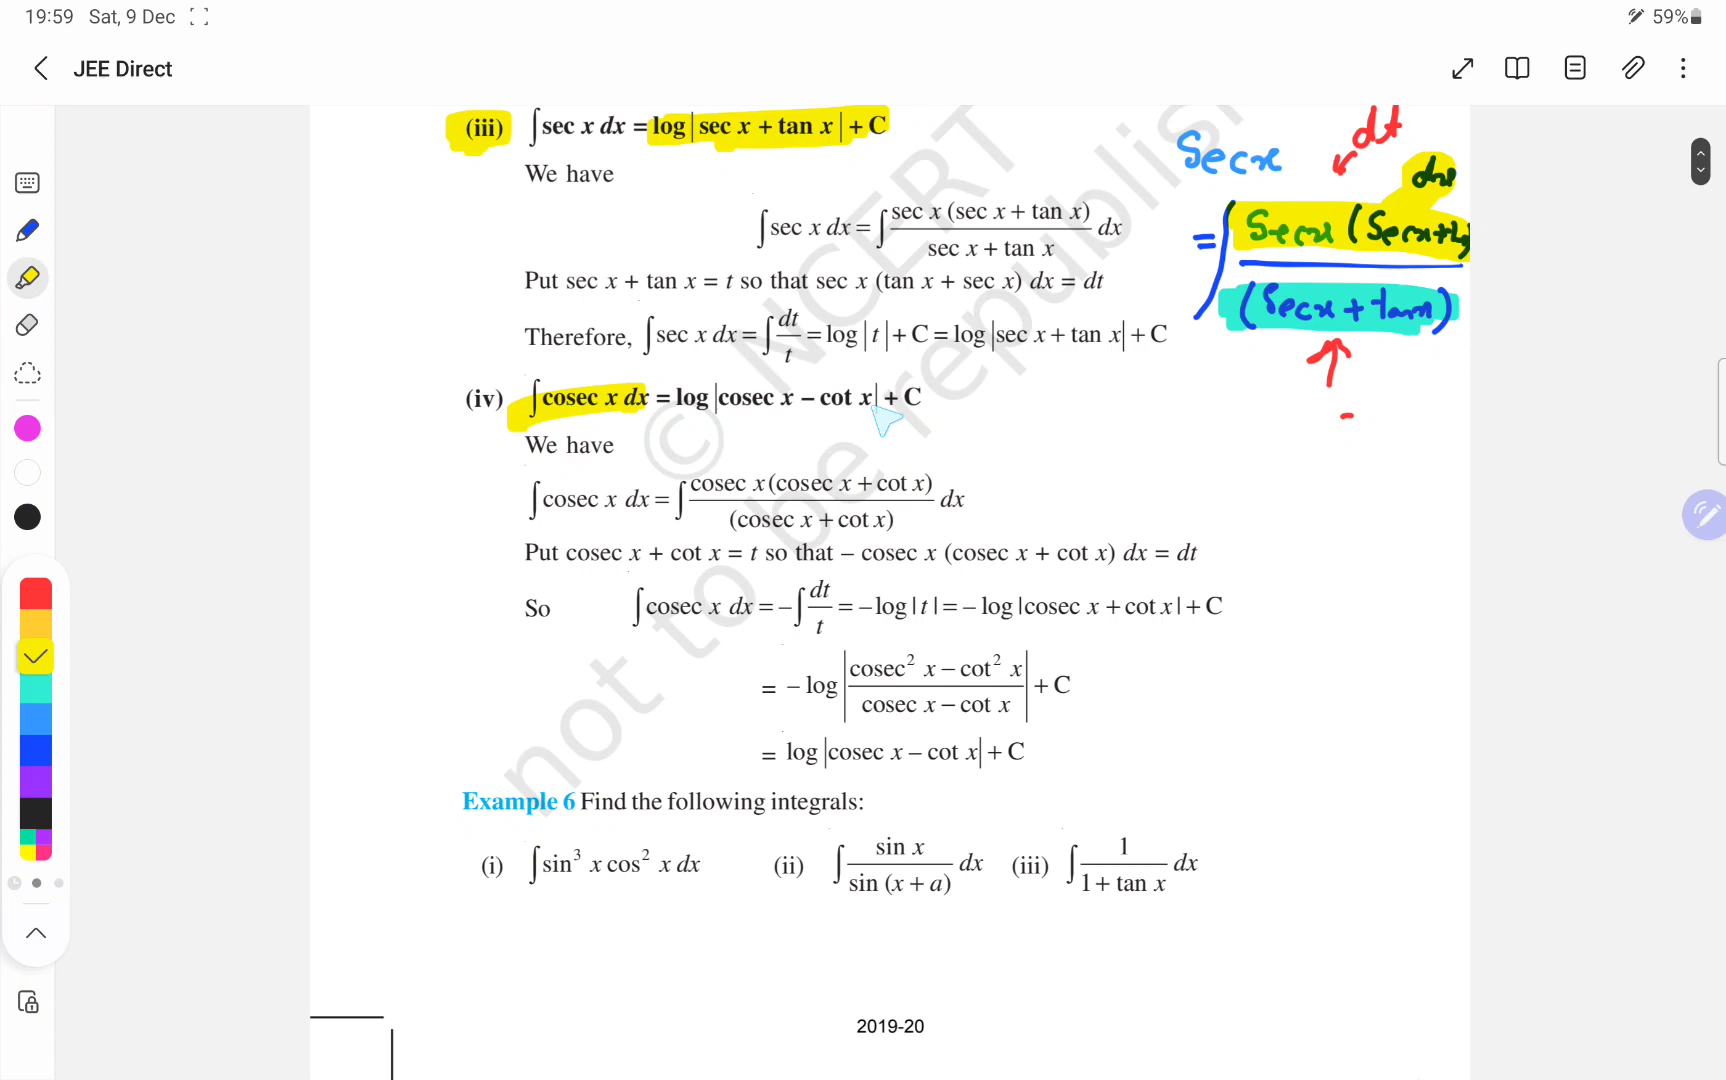 19:59 Sat, 9 Dec 59%
JEE Direct
(iii) ∫ sec x dx = log |sec x + tan x| + C
We have
∫ sec x dx = ∫ sec x (sec x + tan x) / sec x + tan x dx
Put sec x + tan x = t so that sec x (tan x + sec x) dx = dt
Therefore, ∫ sec x dx = ∫ dt/t = log |t| + C = log |sec x + tan x| + C
(iv) ∫ cosec x dx = log |cosec x – cot x| + C
We have
∫ cosec x dx = ∫ cosec x (cosec x + cot x) / (cosec x + cot x) dx
Put cosec x + cot x = t so that – cosec x (cosec x + cot x) dx = dt
So ∫ cosec x dx = – ∫ dt/t = – log |t| = – log |cosec x + cot x| + C
= – log |cosec² x – cot² x / cosec x – cot x| + C
= log |cosec x – cot x| + C
Example 6 Find the following integrals:
(i) ∫ sin³ x cos² x dx (ii) ∫ sin x / sin (x + a) dx (iii) ∫ 1 / 1 + tan x dx
2019-20
© NCERT
not to be republish
dt
Secx
dx
= ∫ Secx (Secx+
(Secx + tanx)